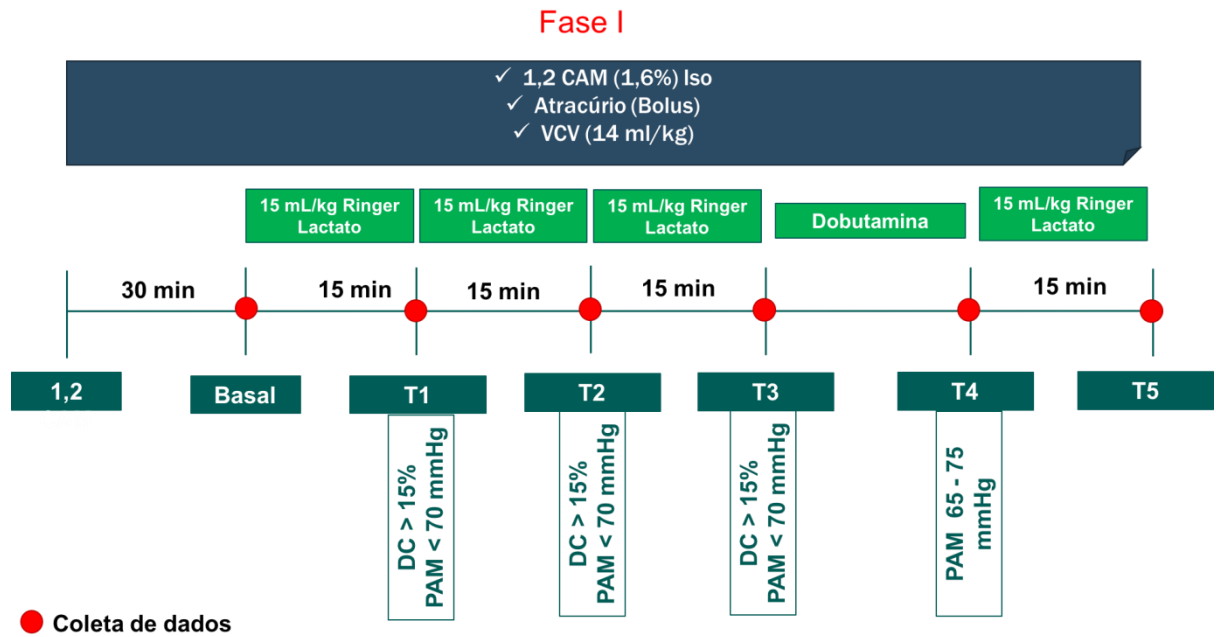 Fase I
✓ 1,2 CAM (1,6%) Iso
✓ Atracúrio (Bolus)
✓ VCV (14 ml/kg)
15 mL/kg Ringer
Lactato
15 mL/kg Ringer
Lactato
15 mL/kg Ringer
Lactato
Dobutamina
15 mL/kg Ringer
Lactato
30 min
15 min
15 min
15 min
15 min
1,2
Basal
T1
T2
T3
T4
T5
DC > 15%
PAM < 70 mmHg
DC > 15%
PAM < 70 mmHg
DC > 15%
PAM < 70 mmHg
PAM 65 - 75
mmHg
Coleta de dados